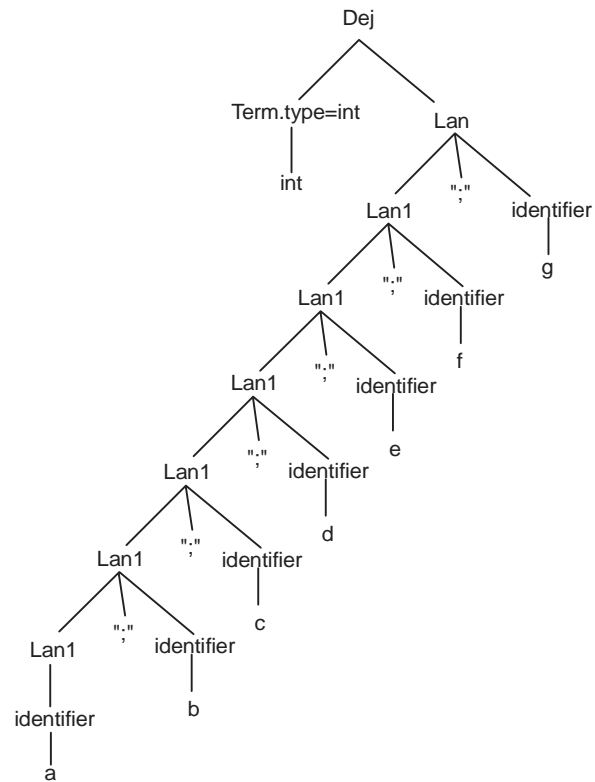 Dej
Term.type=int
Lan
int
";"
Lan1
identifier
g
";"
Lan1
identifier
f
";"
Lan1
identifier
e
";"
Lan1
identifier
d
";"
Lan1
identifier
c
";"
Lan1
identifier
b
identifier
a